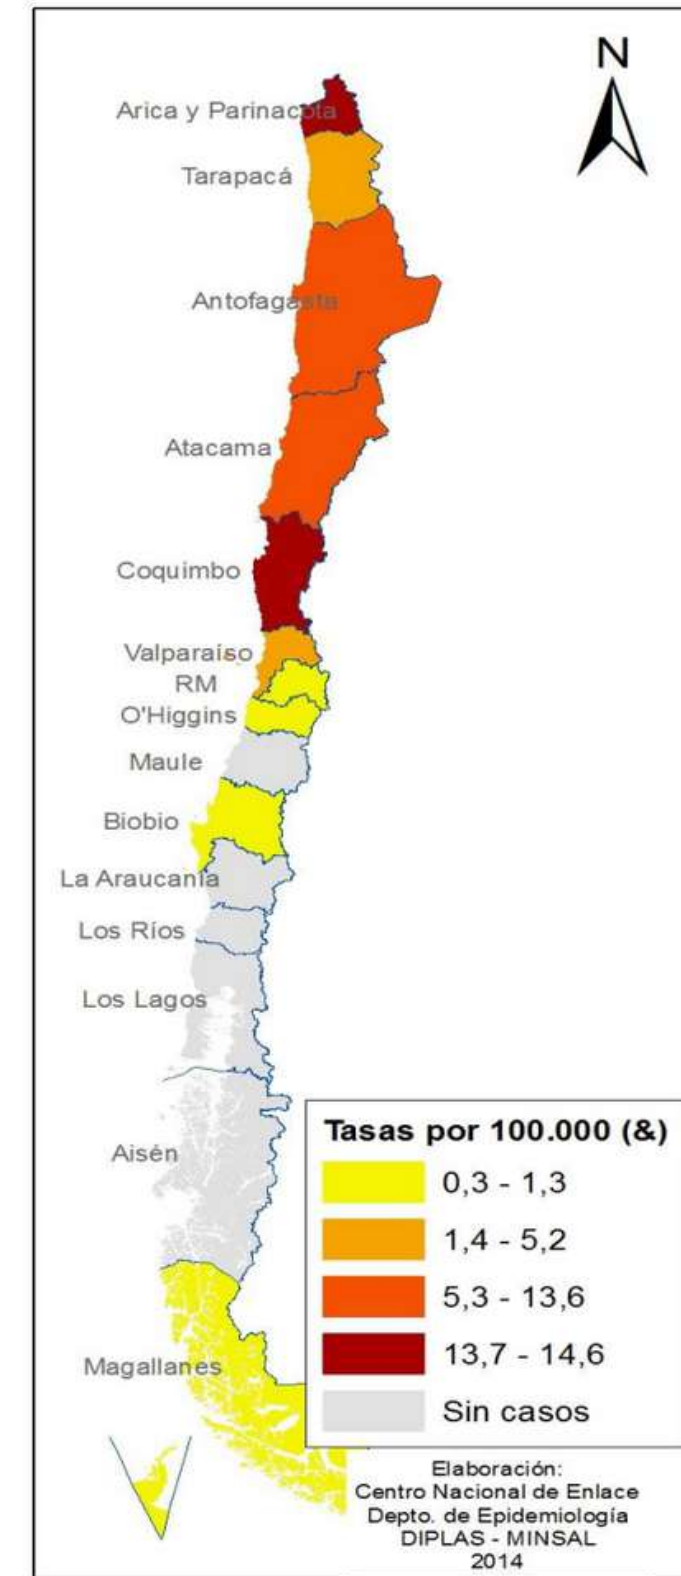 N
Arica y Parinacota
Tarapacá
Antofagasta
Atacama
Coquimbo
Valparaíso
RM
O'Higgins
Maule
Biobio
La Araucanía
Los Ríos
Los Lagos
Aisén
Magallanes
Tasas por 100.000 (&)
0,3 - 1,3
1,4 - 5,2
5,3 - 13,6
13,7 - 14,6
Sin casos
Elaboración:
Centro Nacional de Enlace
Depto. de Epidemiología
DIPLAS - MINSAL
2014